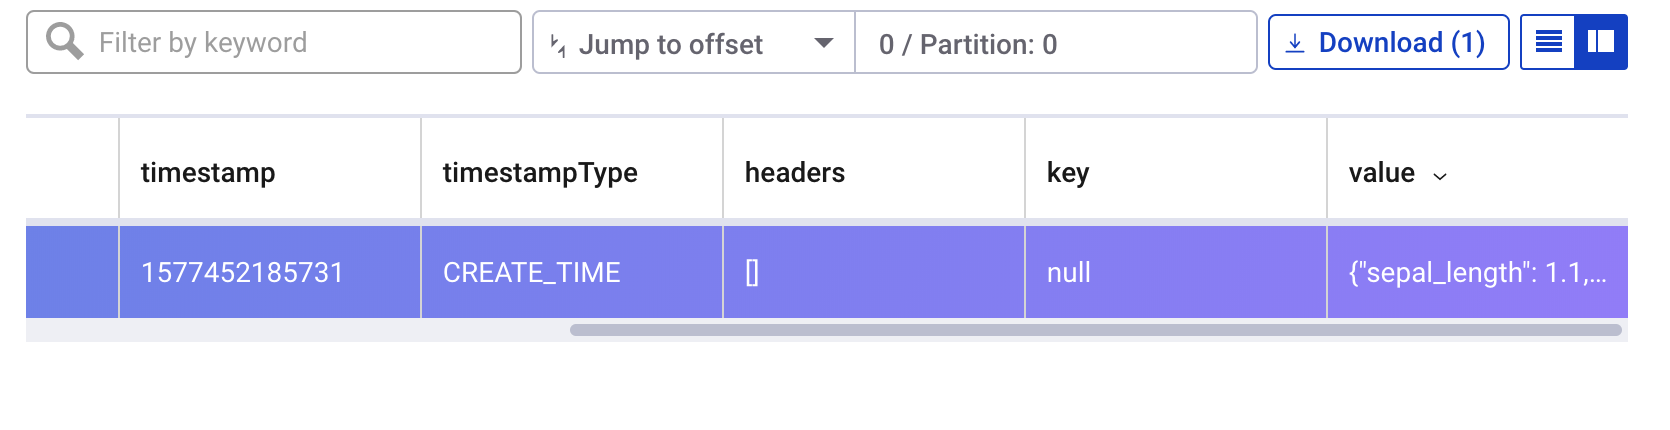 Filter by keyword
Jump to offset
0 / Partition: 0
Download (1)
timestamp timestampType headers key value
1577452185731 CREATE_TIME [] null {"sepal_length": 1.1,...